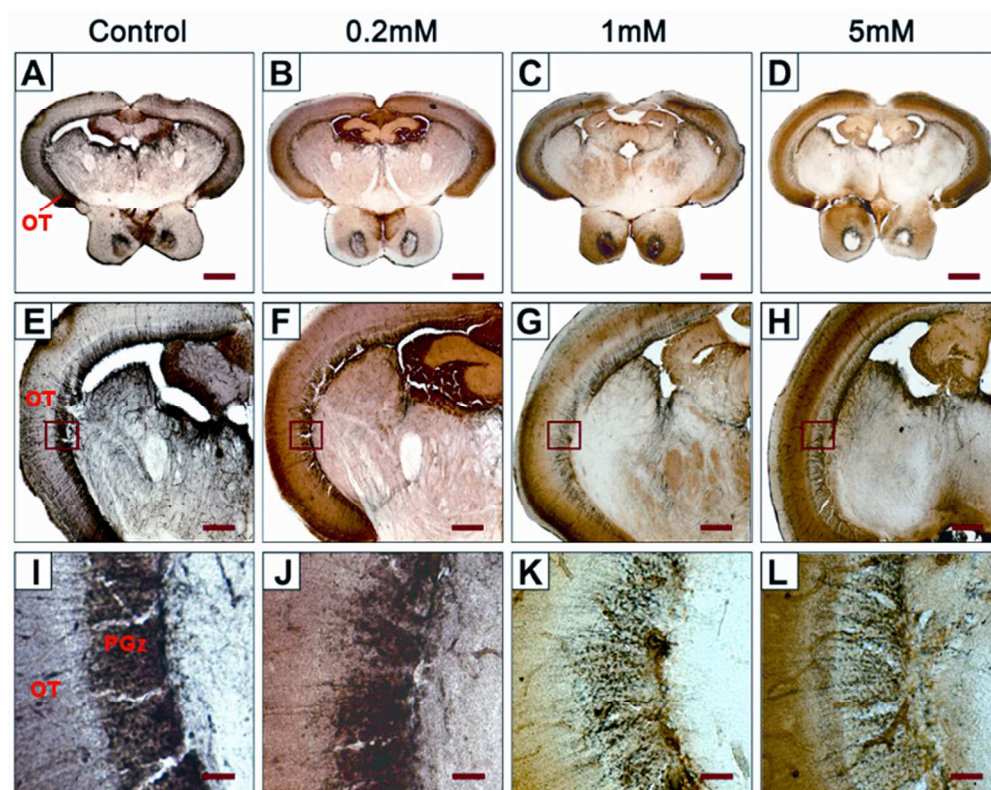 Control 0.2mM 1mM 5mM
A B C D
OT
E F G H
OT
I J K L
PGz
OT